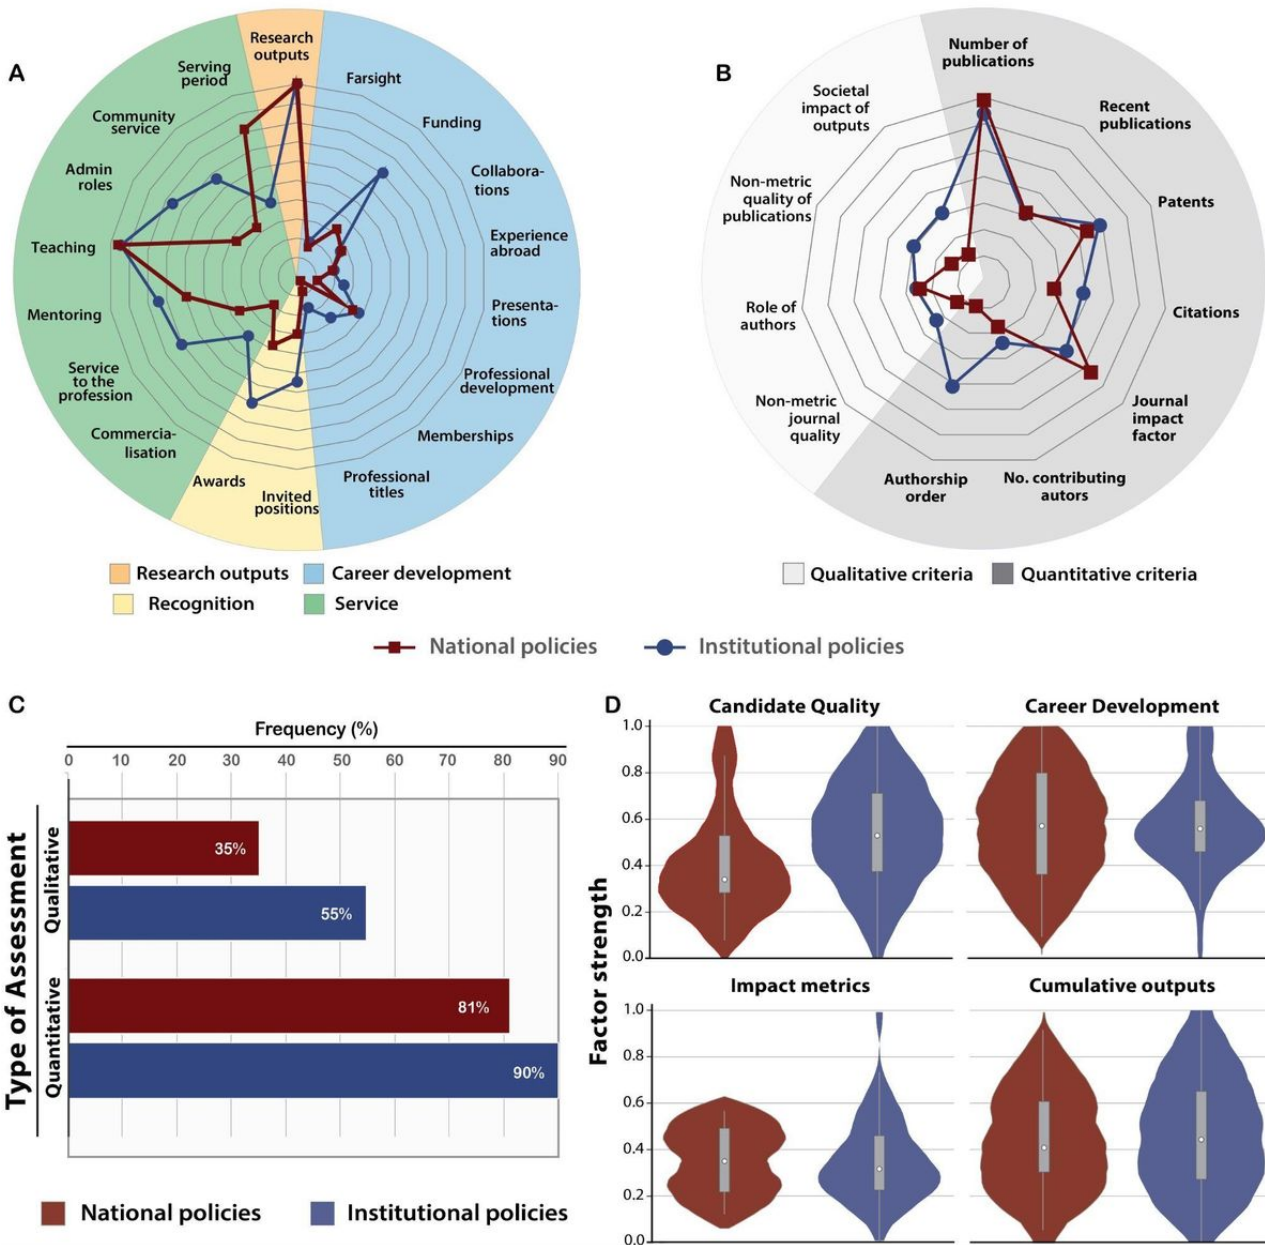 A
Research
outputs
Farsight
Funding
Collabora-
tions
Experience
abroad
Presenta-
tions
Professional
development
Memberships
Professional
titles
Invited
positions
Awards
Commercia-
lisation
Service
to the
profession
Mentoring
Teaching
Admin
roles
Community
service
Serving
period
Research outputs
Career development
Recognition
Service
B
Number of
publications
Recent
publications
Patents
Citations
Journal
impact
factor
No. contributing
autors
Authorship
order
Non-metric
journal
quality
Role of
authors
Non-metric
quality of
publications
Societal
impact of
outputs
Qualitative criteria
Quantitative criteria
National policies
Institutional policies
C
Frequency (%)
0 10 20 30 40 50 60 70 80 90
Type of Assessment
Qualitative
35%
55%
Quantitative
81%
90%
National policies
Institutional policies
D
Factor strength
Candidate Quality
Career Development
1.0
0.8
0.6
0.4
0.2
0.0
Impact metrics
Cumulative outputs
1.0
0.8
0.6
0.4
0.2
0.0